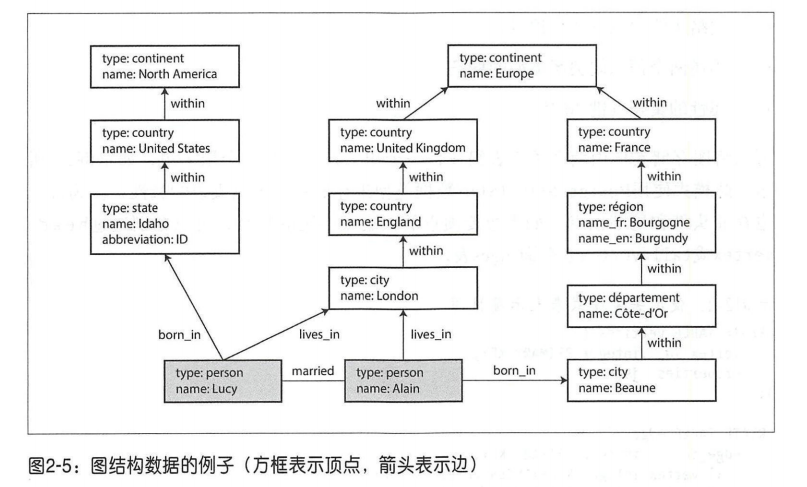 type: continent
name: North America
type: continent
name: Europe
within
within
within
type: country
name: United States
type: country
name: United Kingdom
type: country
name: France
within
within
within
type: state
name: Idaho
abbreviation: ID
type: country
name: England
type: région
name_fr: Bourgogne
name_en: Burgundy
within
within
type: city
name: London
type: département
name: Côte-d'Or
born_in
lives_in
lives_in
within
type: person
name: Lucy
married
type: person
name: Alain
born_in
type: city
name: Beaune
图2-5：图结构数据的例子（方框表示顶点，箭头表示边）